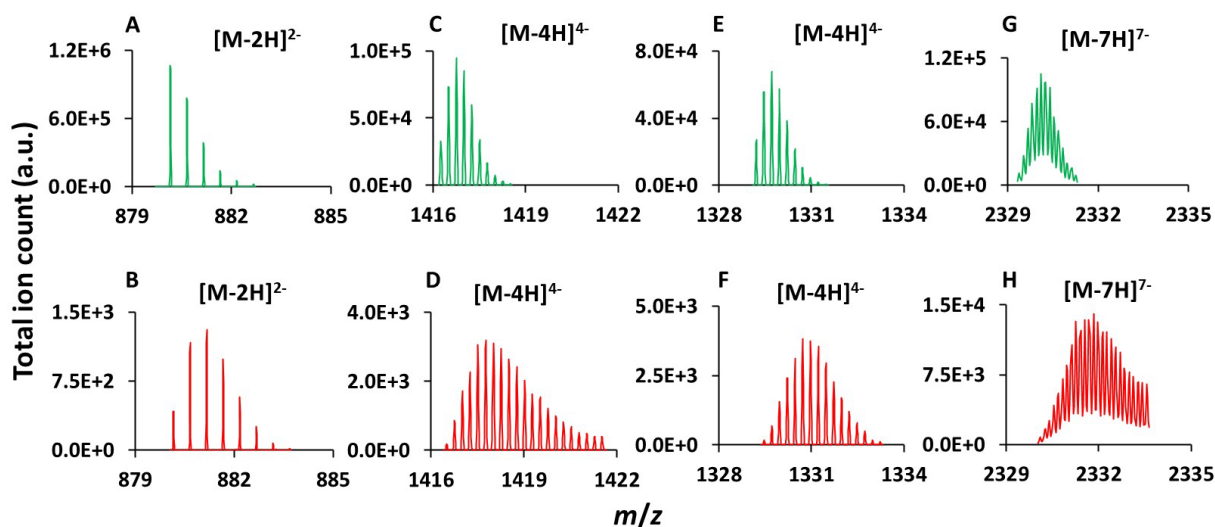 A [M-2H]²⁻ C [M-4H]⁴⁻ E [M-4H]⁴⁻ G [M-7H]⁷⁻
1.2E+6 1.0E+5 8.0E+4 1.2E+5
6.0E+5 5.0E+4 4.0E+4 6.0E+4
0.0E+0 0.0E+0 0.0E+0 0.0E+0
879 882 885 1416 1419 1422 1328 1331 1334 2329 2332 2335
Total ion count (a.u.)
B [M-2H]²⁻ D [M-4H]⁴⁻ F [M-4H]⁴⁻ H [M-7H]⁷⁻
1.5E+3 4.0E+3 5.0E+3 1.5E+4
7.5E+2 2.0E+3 2.5E+3 7.5E+3
0.0E+0 0.0E+0 0.0E+0 0.0E+0
879 882 885 1416 1419 1422 1328 1331 1334 2329 2332 2335
m/z